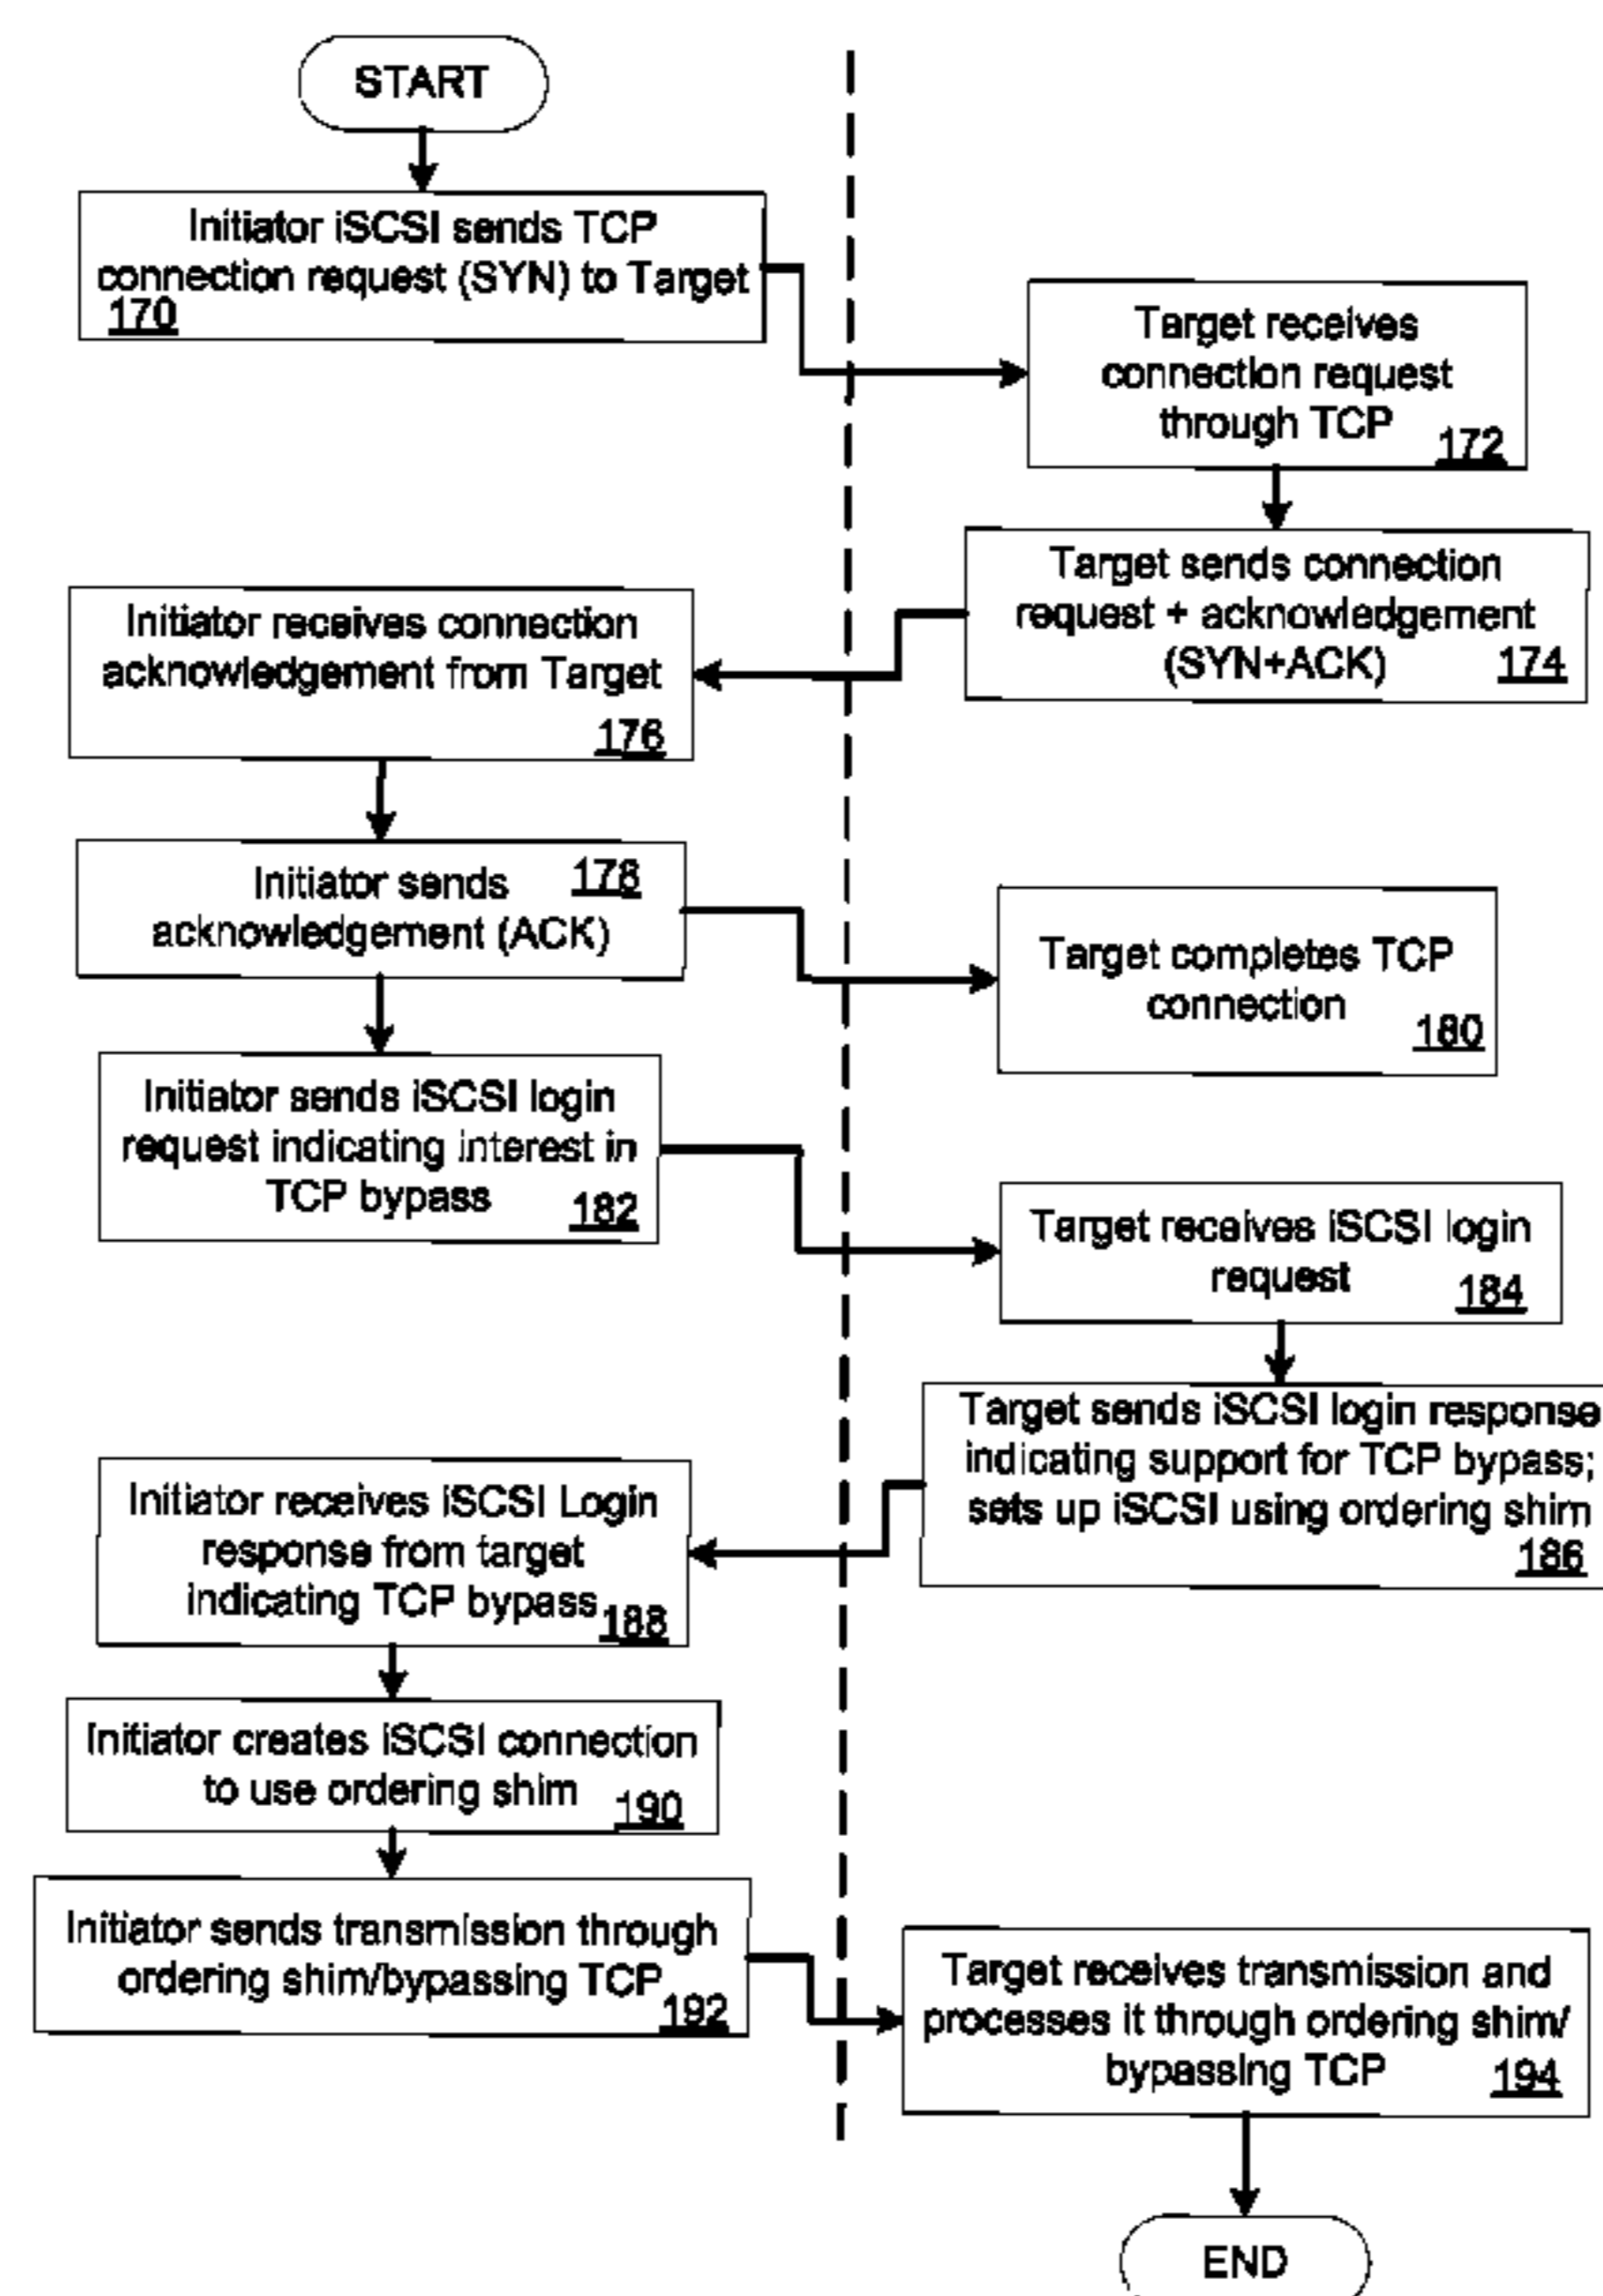 START
Initiator iSCSI sends TCP
connection request (SYN) to Target
170
Target receives
connection request
through TCP
172
Target sends connection
request + acknowledgement
(SYN+ACK)
174
Initiator receives connection
acknowledgement from Target
176
Initiator sends
178
acknowledgement (ACK)
Target completes TCP
connection
180
Initiator sends iSCSI login
request indicating interest in
TCP bypass
182
Target receives iSCSI login
request
184
Target sends iSCSI login response
indicating support for TCP bypass;
sets up iSCSI using ordering shim
186
Initiator receives iSCSI Login
response from target
indicating TCP bypass
188
Initiator creates iSCSI connection
to use ordering shim
190
Initiator sends transmission through
ordering shim/bypassing TCP
192
Target receives transmission and
processes it through ordering shim/
bypassing TCP
194
END